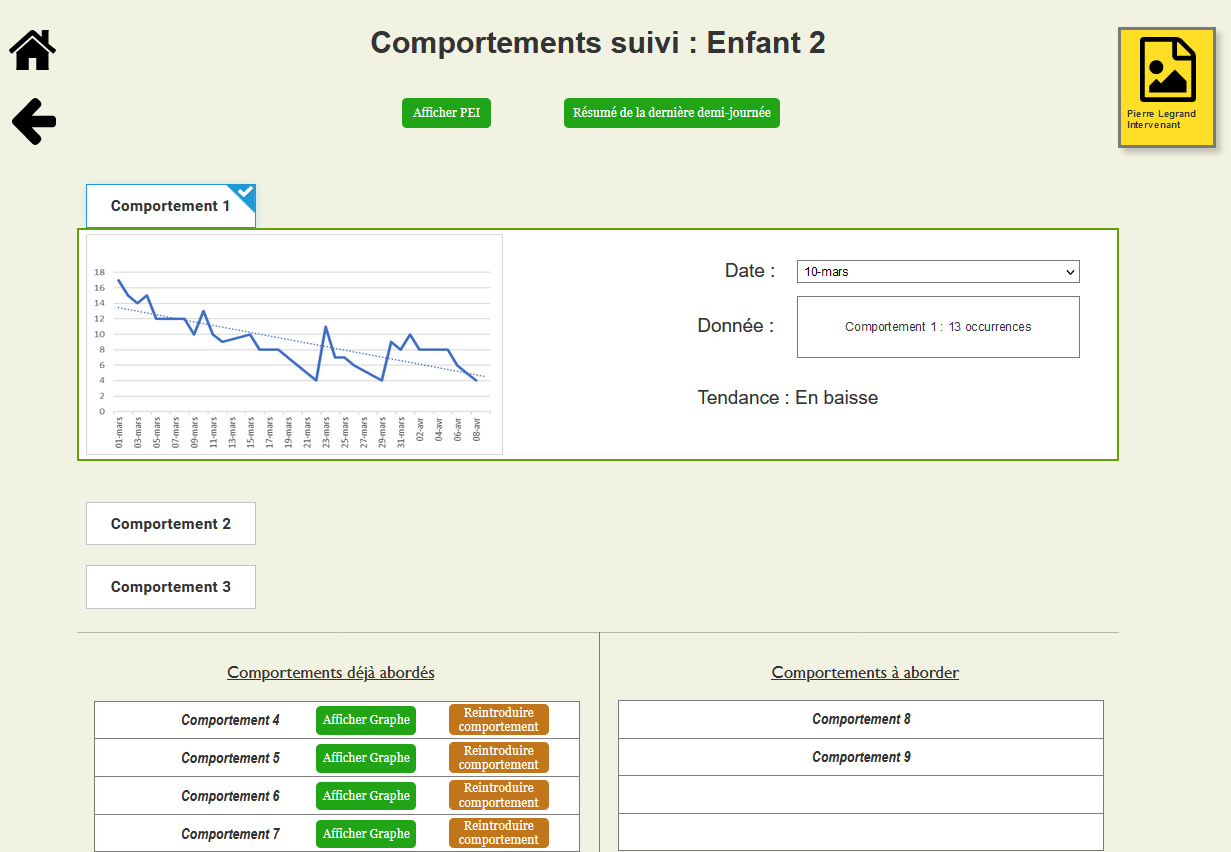 Comportements suivi : Enfant 2
Afficher PEI
Résumé de la dernière demi-journée
Pierre Legrand
Intervenant
Comportement 1
18
16
14
12
10
8
6
4
2
0
01-mars
03-mars
05-mars
07-mars
09-mars
11-mars
13-mars
15-mars
17-mars
19-mars
21-mars
23-mars
25-mars
27-mars
29-mars
31-mars
02-avr
04-avr
06-avr
08-avr
Date :
10-mars
Donnée :
Comportement 1 : 13 occurrences
Tendance : En baisse
Comportement 2
Comportement 3
Comportements déjà abordés
Comportement 4
Afficher Graphe
Reintroduire
comportement
Comportement 5
Afficher Graphe
Reintroduire
comportement
Comportement 6
Afficher Graphe
Reintroduire
comportement
Comportement 7
Afficher Graphe
Reintroduire
comportement
Comportements à aborder
Comportement 8
Comportement 9